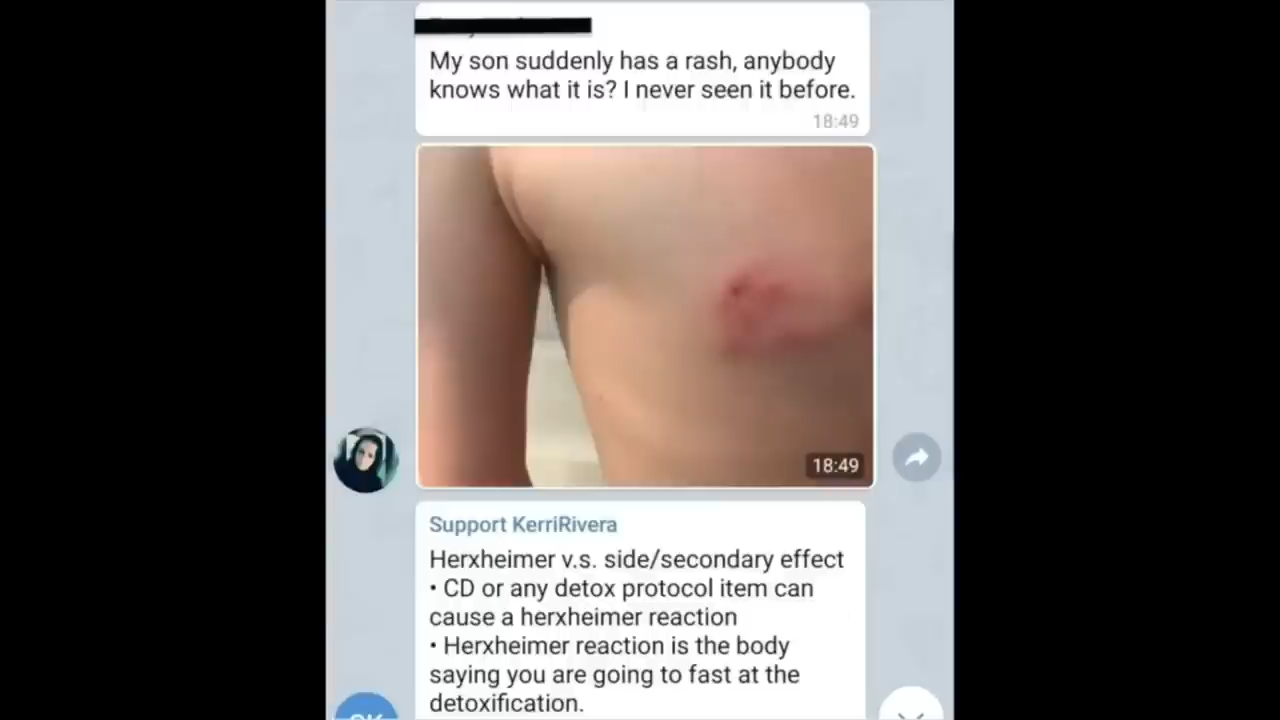 My son suddenly has a rash, anybody
knows what it is? I never seen it before.
18:49
18:49
Support KerriRivera
Herxheimer v.s. side/secondary effect
• CD or any detox protocol item can
cause a herxheimer reaction
• Herxheimer reaction is the body
saying you are going to fast at the
detoxification.